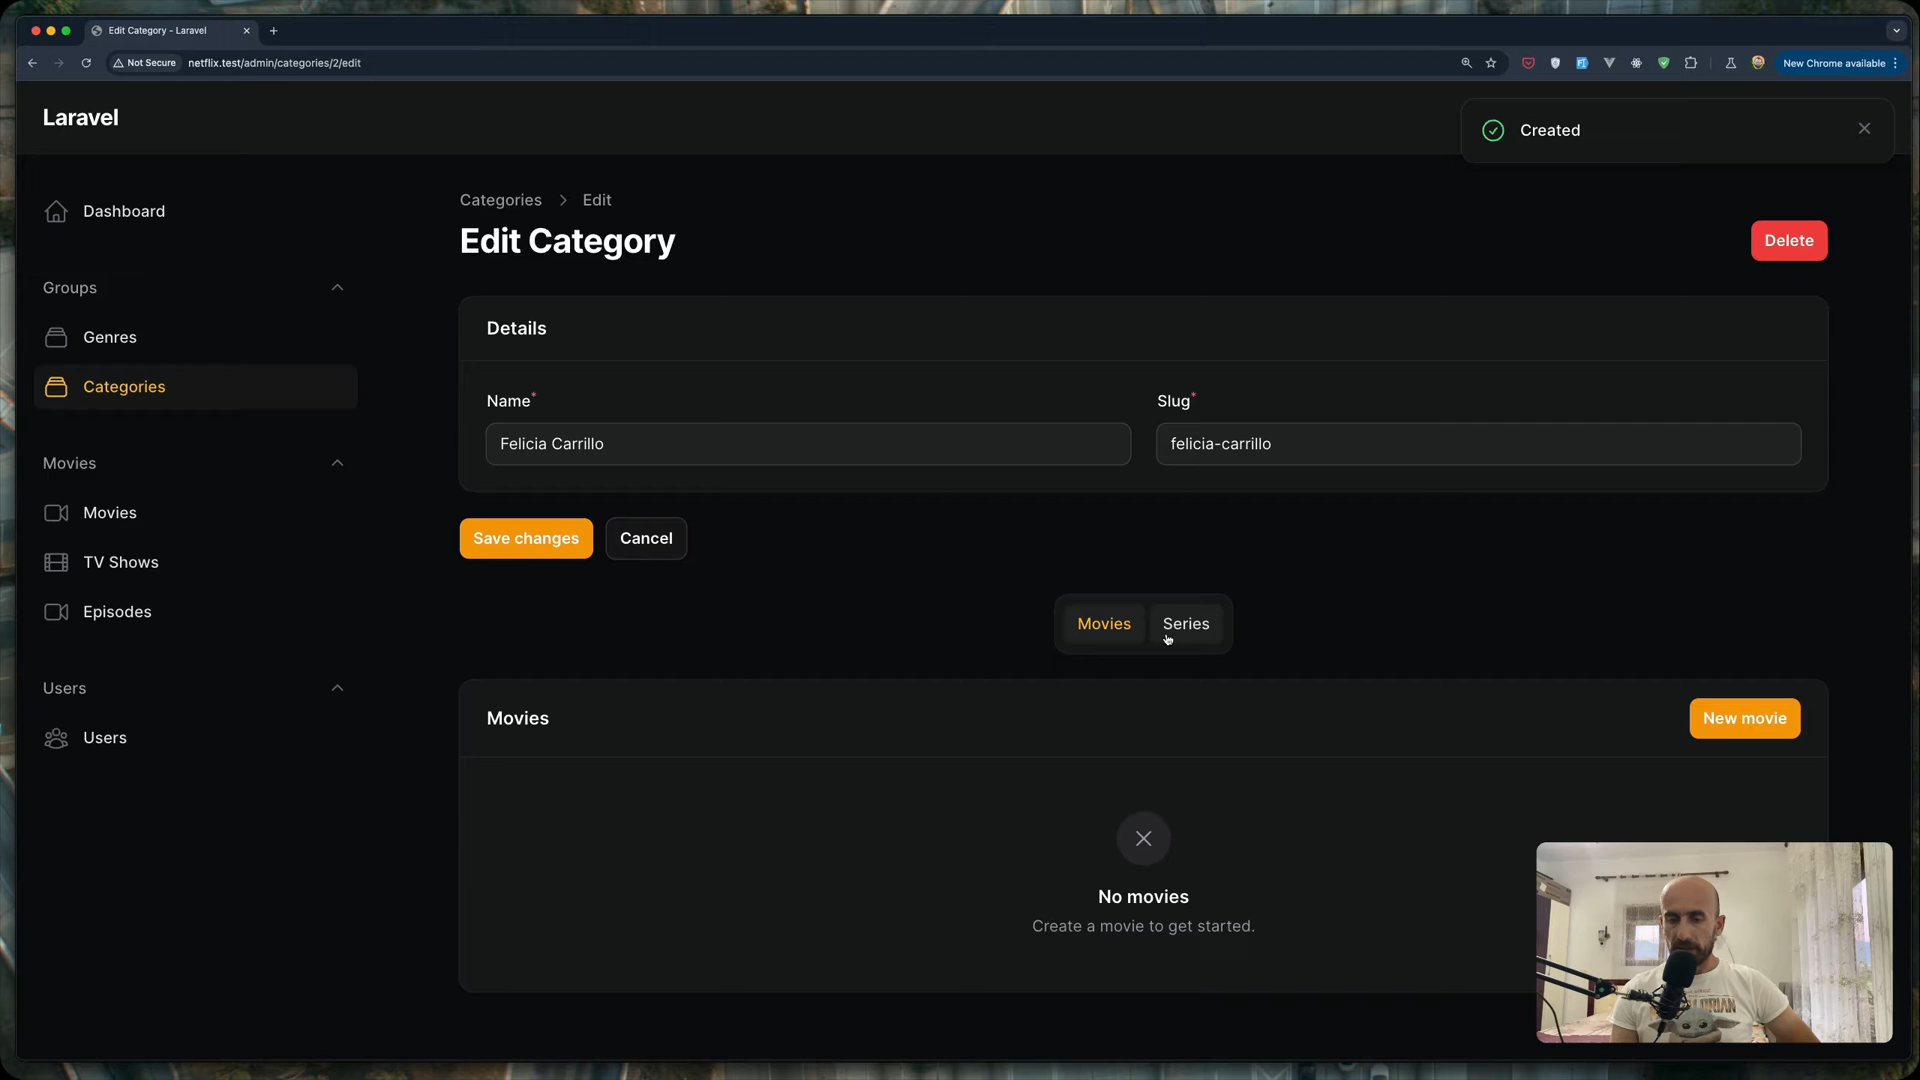 Edit Category - Laravel
Not Secure
netflix.test/admin/categories/2/edit
New Chrome available
Laravel
Created
Dashboard
Groups
Genres
Categories
Movies
Movies
TV Shows
Episodes
Users
Users
Categories
Edit
Edit Category
Delete
Details
Name*
Slug*
Felicia Carrillo
felicia-carrillo
Save changes
Cancel
Movies
Series
Movies
New movie
No movies
Create a movie to get started.